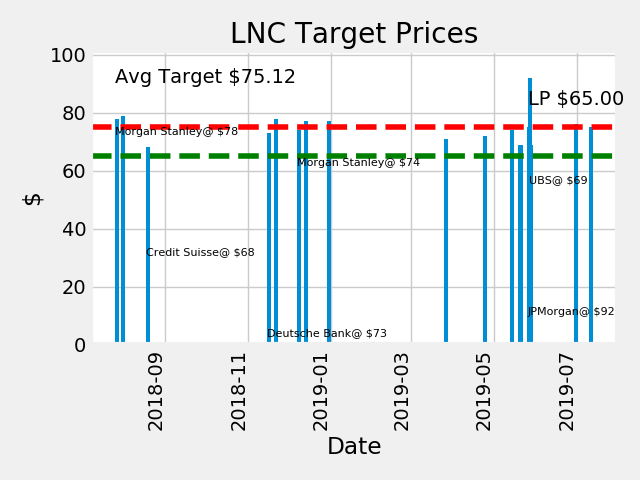 LNC Target Prices
100
Avg Target $75.12
LP $65.00
80
Morgan Stanley@ $78
Morgan Stanley@ $74
60
UBS@ $69
$
40
Credit Suisse@ $68
20
JPMorgan@ $92
Deutsche Bank@ $73
0
2018-09
2018-11
2019-01
2019-03
2019-05
2019-07
Date